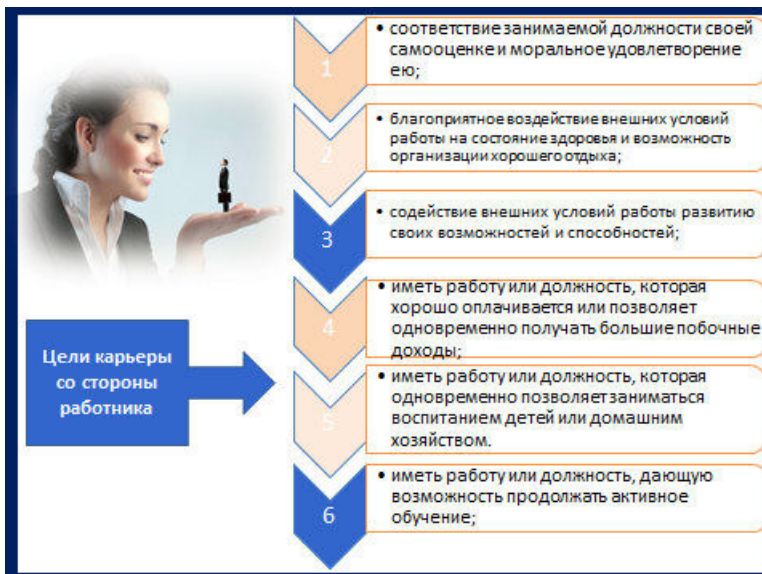 1
• соответствие занимаемой должности своей
самооценке и моральное удовлетворение
ею;
2
• благоприятное воздействие внешних условий
работы на состояние здоровья и возможность
организации хорошего отдыха;
3
• содействие внешних условий работы развитию
своих возможностей и способностей;
4
• иметь работу или должность, которая
хорошо оплачивается или позволяет
одновременно получать большие побочные
доходы;
Цели карьеры
со стороны
работника
5
• иметь работу или должность, которая
одновременно позволяет заниматься
воспитанием детей или домашним
хозяйством.
6
• иметь работу или должность, дающую
возможность продолжать активное
обучение;